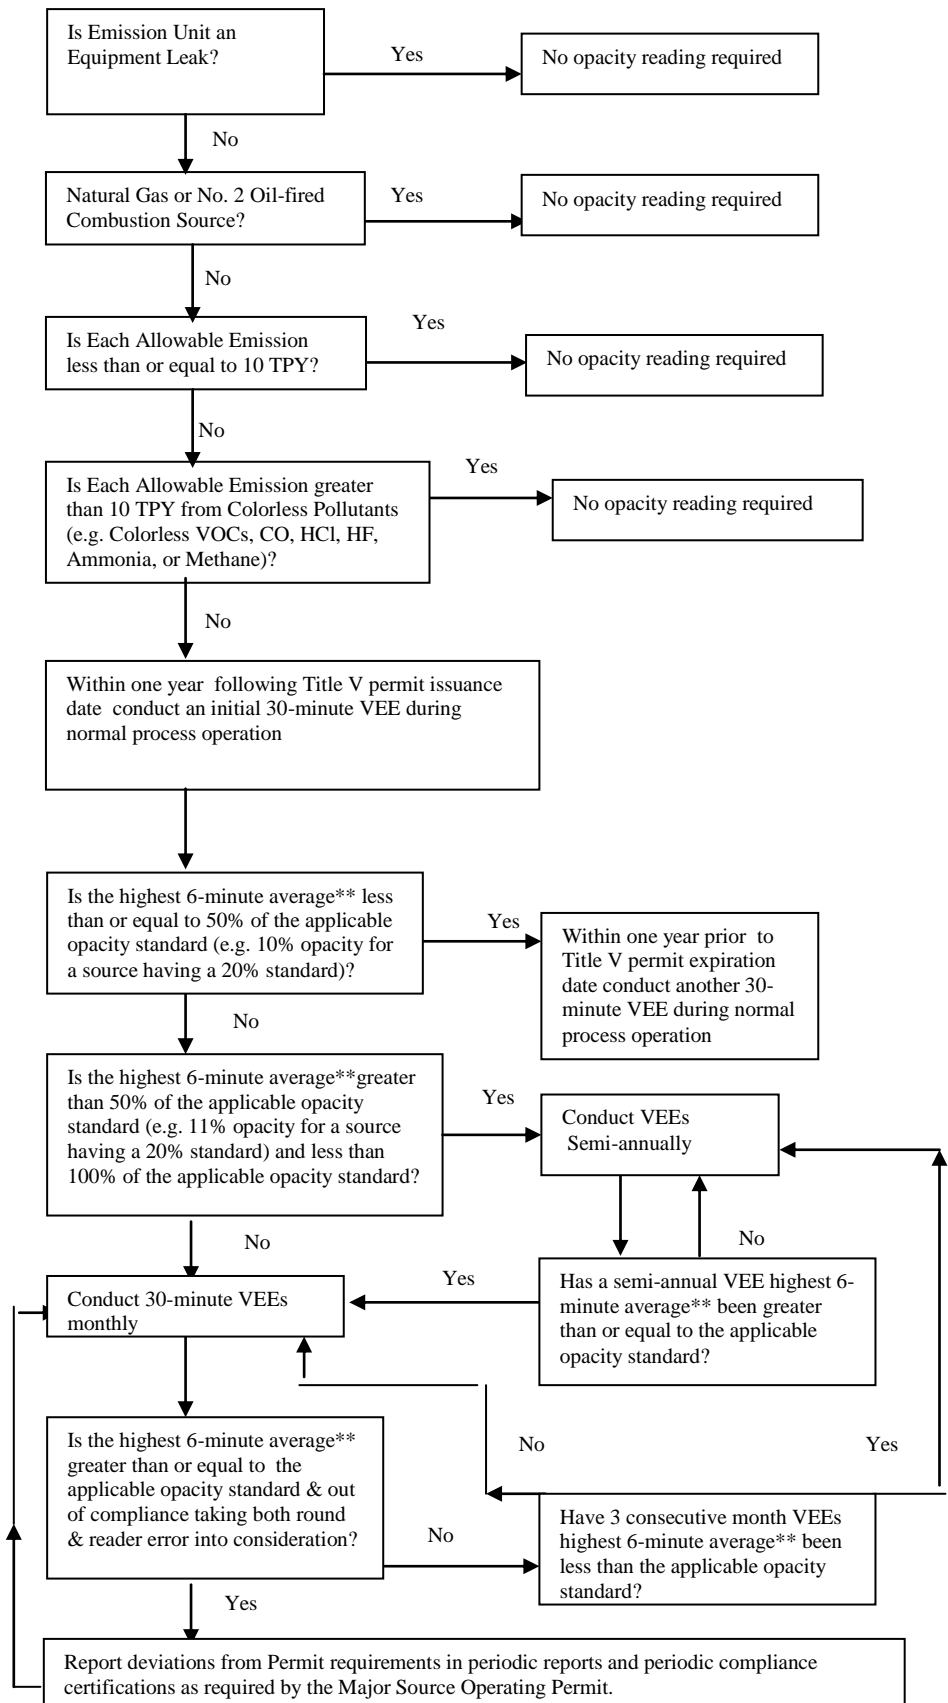 Is Emission Unit an
Equipment Leak?
Yes
No opacity reading required
No
Natural Gas or No. 2 Oil-fired
Combustion Source?
Yes
No opacity reading required
No
Is Each Allowable Emission
less than or equal to 10 TPY?
Yes
No opacity reading required
No
Is Each Allowable Emission greater
than 10 TPY from Colorless Pollutants
(e.g. Colorless VOCs, CO, HCl, HF,
Ammonia, or Methane)?
Yes
No opacity reading required
No
Within one year following Title V permit issuance
date conduct an initial 30-minute VEE during
normal process operation
Is the highest 6-minute average** less
than or equal to 50% of the applicable
opacity standard (e.g. 10% opacity for
a source having a 20% standard)?
Yes
Within one year prior to
Title V permit expiration
date conduct another 30-
minute VEE during normal
process operation
No
Is the highest 6-minute average**greater
than 50% of the applicable opacity
standard (e.g. 11% opacity for a source
having a 20% standard) and less than
100% of the applicable opacity standard?
Yes
Conduct VEEs
Semi-annually
No
No
Has a semi-annual VEE highest 6-
minute average** been greater
than or equal to the applicable
opacity standard?
Yes
Conduct 30-minute VEEs
monthly
Is the highest 6-minute average**
greater than or equal to the
applicable opacity standard & out
of compliance taking both round
& reader error into consideration?
No
Yes
No
Have 3 consecutive month VEEs
highest 6-minute average** been
less than the applicable opacity
standard?
Yes
Report deviations from Permit requirements in periodic reports and periodic compliance
certifications as required by the Major Source Operating Permit.